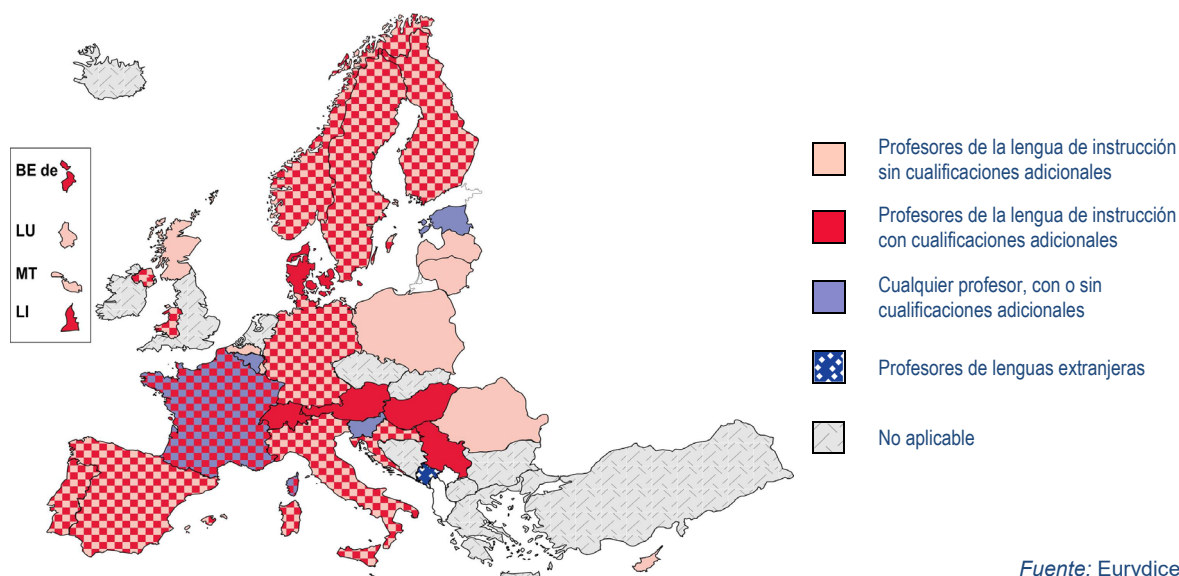 BE de
LU
MT
LI
Profesores de la lengua de instrucción
sin cualificaciones adicionales
Profesores de la lengua de instrucción
con cualificaciones adicionales
Cualquier profesor, con o sin
cualificaciones adicionales
Profesores de lenguas extranjeras
No aplicable
Fuente: Eurydice